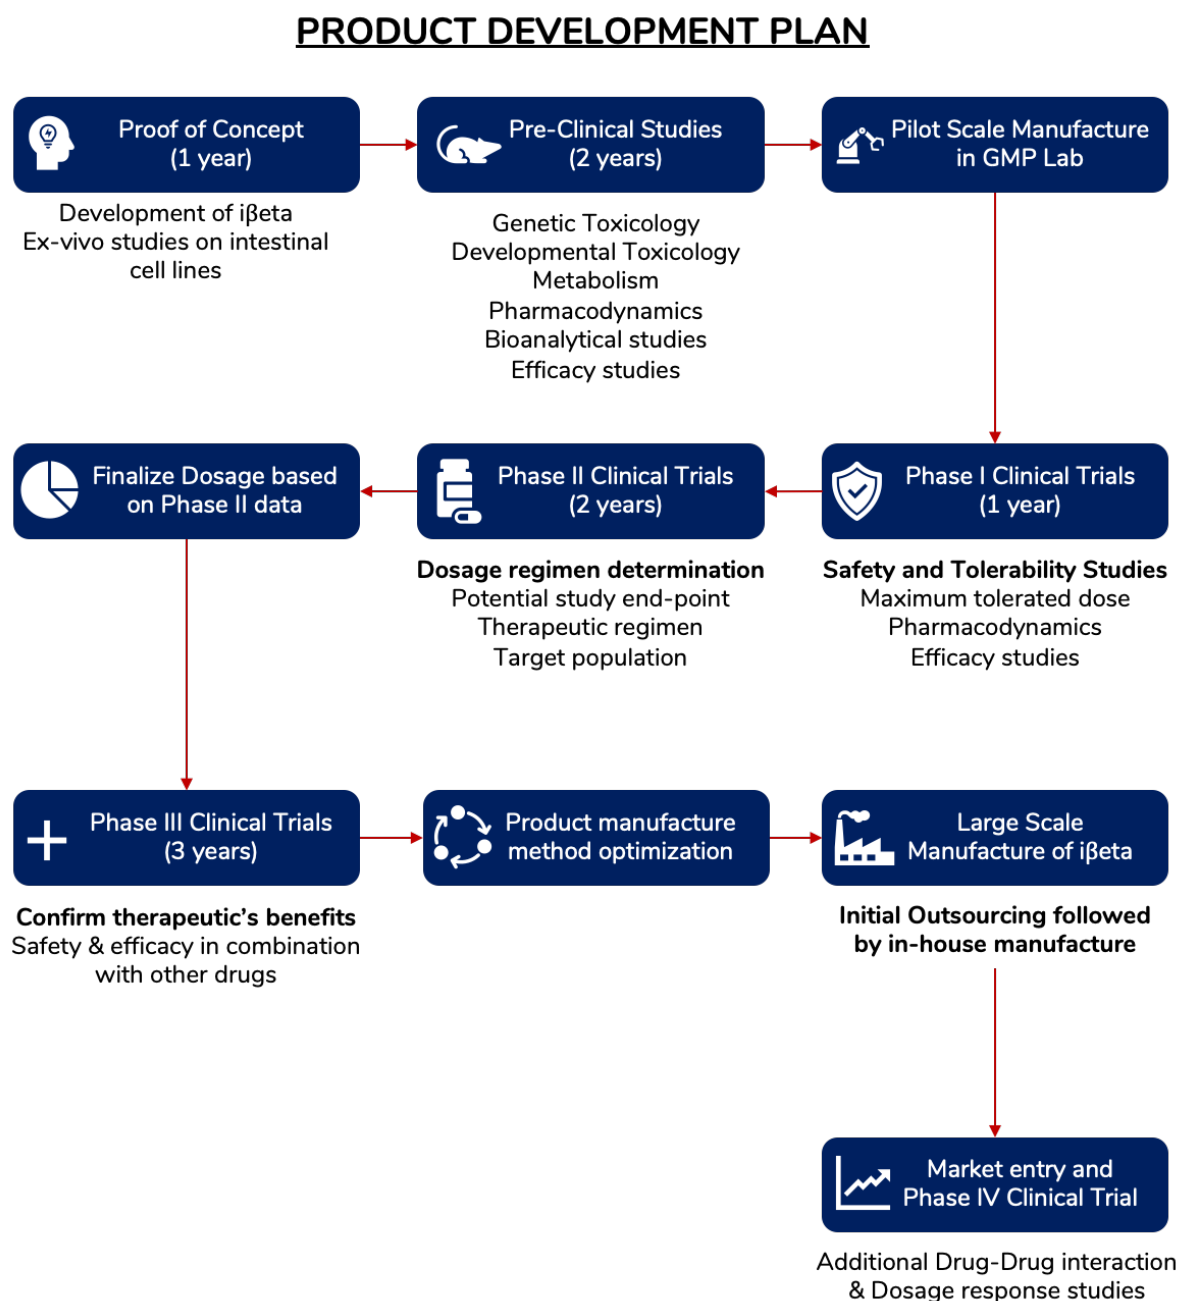 PRODUCT DEVELOPMENT PLAN
Proof of Concept
(1 year)
Development of iβeta
Ex-vivo studies on intestinal
cell lines
Pre-Clinical Studies
(2 years)
Genetic Toxicology
Developmental Toxicology
Metabolism
Pharmacodynamics
Bioanalytical studies
Efficacy studies
Pilot Scale Manufacture
in GMP Lab
Phase I Clinical Trials
(1 year)
Safety and Tolerability Studies
Maximum tolerated dose
Pharmacodynamics
Efficacy studies
Phase II Clinical Trials
(2 years)
Dosage regimen determination
Potential study end-point
Therapeutic regimen
Target population
Finalize Dosage based
on Phase II data
Phase III Clinical Trials
(3 years)
Confirm therapeutic’s benefits
Safety & efficacy in combination
with other drugs
Product manufacture
method optimization
Large Scale
Manufacture of iβeta
Initial Outsourcing followed
by in-house manufacture
Market entry and
Phase IV Clinical Trial
Additional Drug-Drug interaction
& Dosage response studies